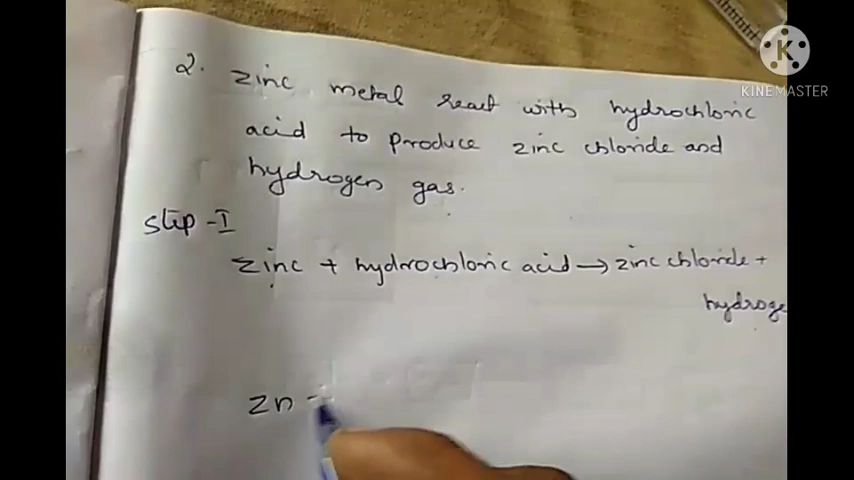 2. Zinc metal react with hydrochloric
acid to produce zinc chloride and
hydrogen gas.
Step - I
Zinc + hydrochloric acid → zinc chloride +
hydroge
Zn
KINEMASTER